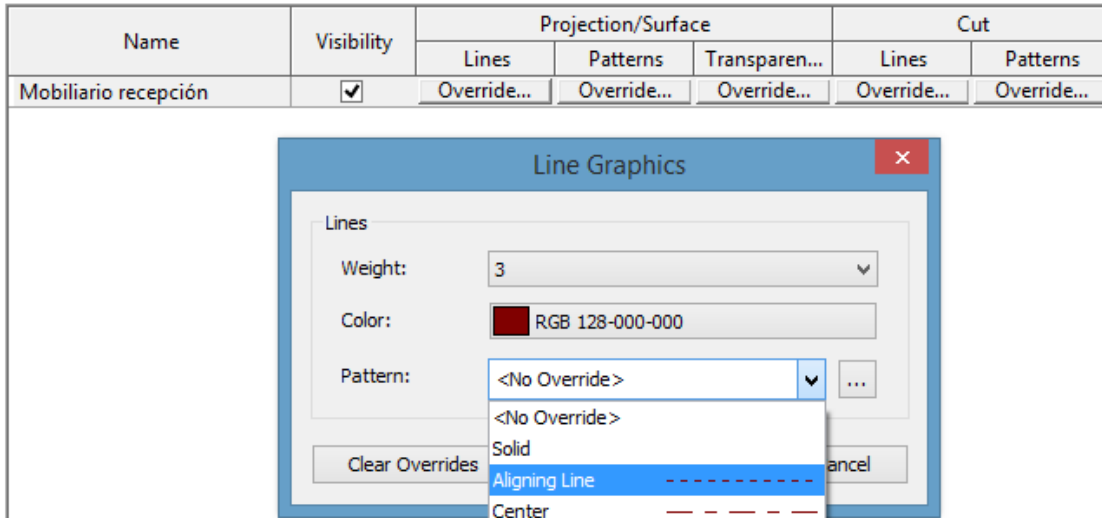 Name Visibility Projection/Surface Cut
Lines Patterns Transparen... Lines Patterns
Mobiliario recepción Override... Override... Override... Override... Override...
Line Graphics
Lines
Weight: 3
Color: RGB 128-000-000
Pattern: <No Override> ...
<No Override>
Solid
Clear Overrides ancel
Aligning Line
Center